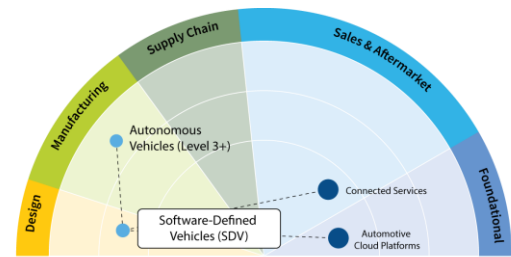 Supply Chain
Sales & Aftermarket
Manufacturing
Autonomous
Vehicles (Level 3+)
Connected Services
Foundational
Design
Software-Defined
Vehicles (SDV)
Automotive
Cloud Platforms